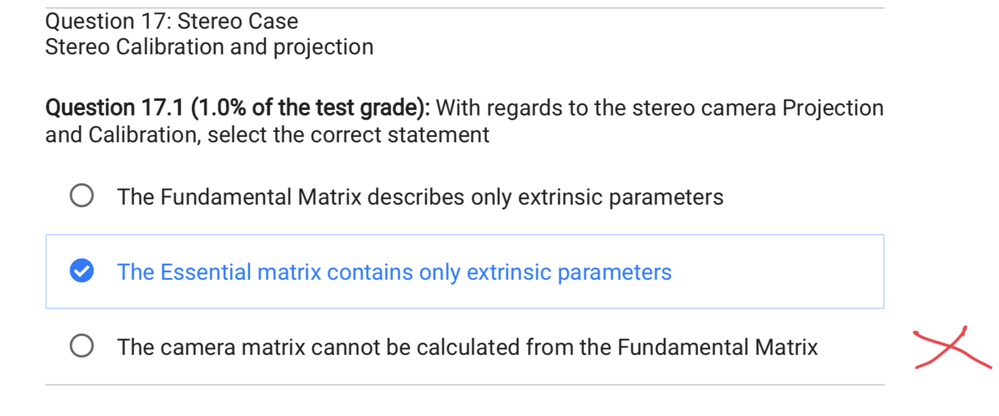 Question 17: Stereo Case
Stereo Calibration and projection
Question 17.1 (1.0% of the test grade): With regards to the stereo camera Projection
and Calibration, select the correct statement
The Fundamental Matrix describes only extrinsic parameters
The Essential matrix contains only extrinsic parameters
The camera matrix cannot be calculated from the Fundamental Matrix